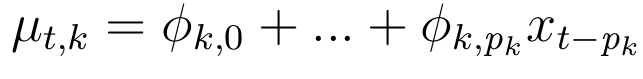 μ_{t,k} = ϕ_{k,0} + ... + ϕ_{k,p_k} x_{t−p_k}